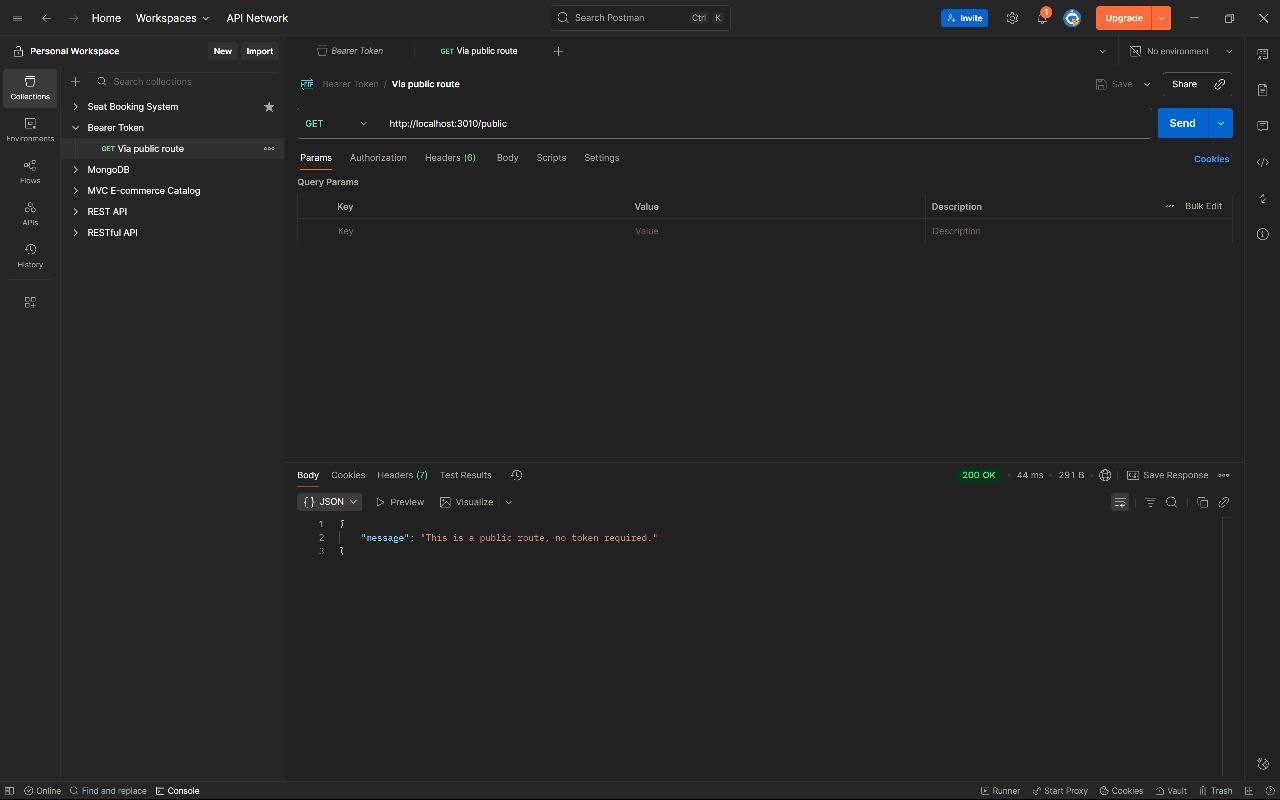 Home Workspaces API Network Search Postman Ctrl K Invite 1 Upgrade
Personal Workspace New Import Bearer Token GET Via public route No environment
Collections
Environments
Flows
APIs
History
Search collections
Seat Booking System
Bearer Token
GET Via public route
MongoDB
MVC E-commerce Catalog
REST API
RESTful API
HTTP Bearer Token / Via public route Save Share
GET http://localhost:3010/public Send
Params Authorization Headers (6) Body Scripts Settings Cookies
Query Params
Key Value Description Bulk Edit
Key Value Description
Body Cookies Headers (7) Test Results 200 OK 44 ms 291 B Save Response
{ } JSON Preview Visualize
1 {
2 "message": "This is a public route, no token required."
3 }
Online Find and replace Console Runner Start Proxy Cookies Vault Trash